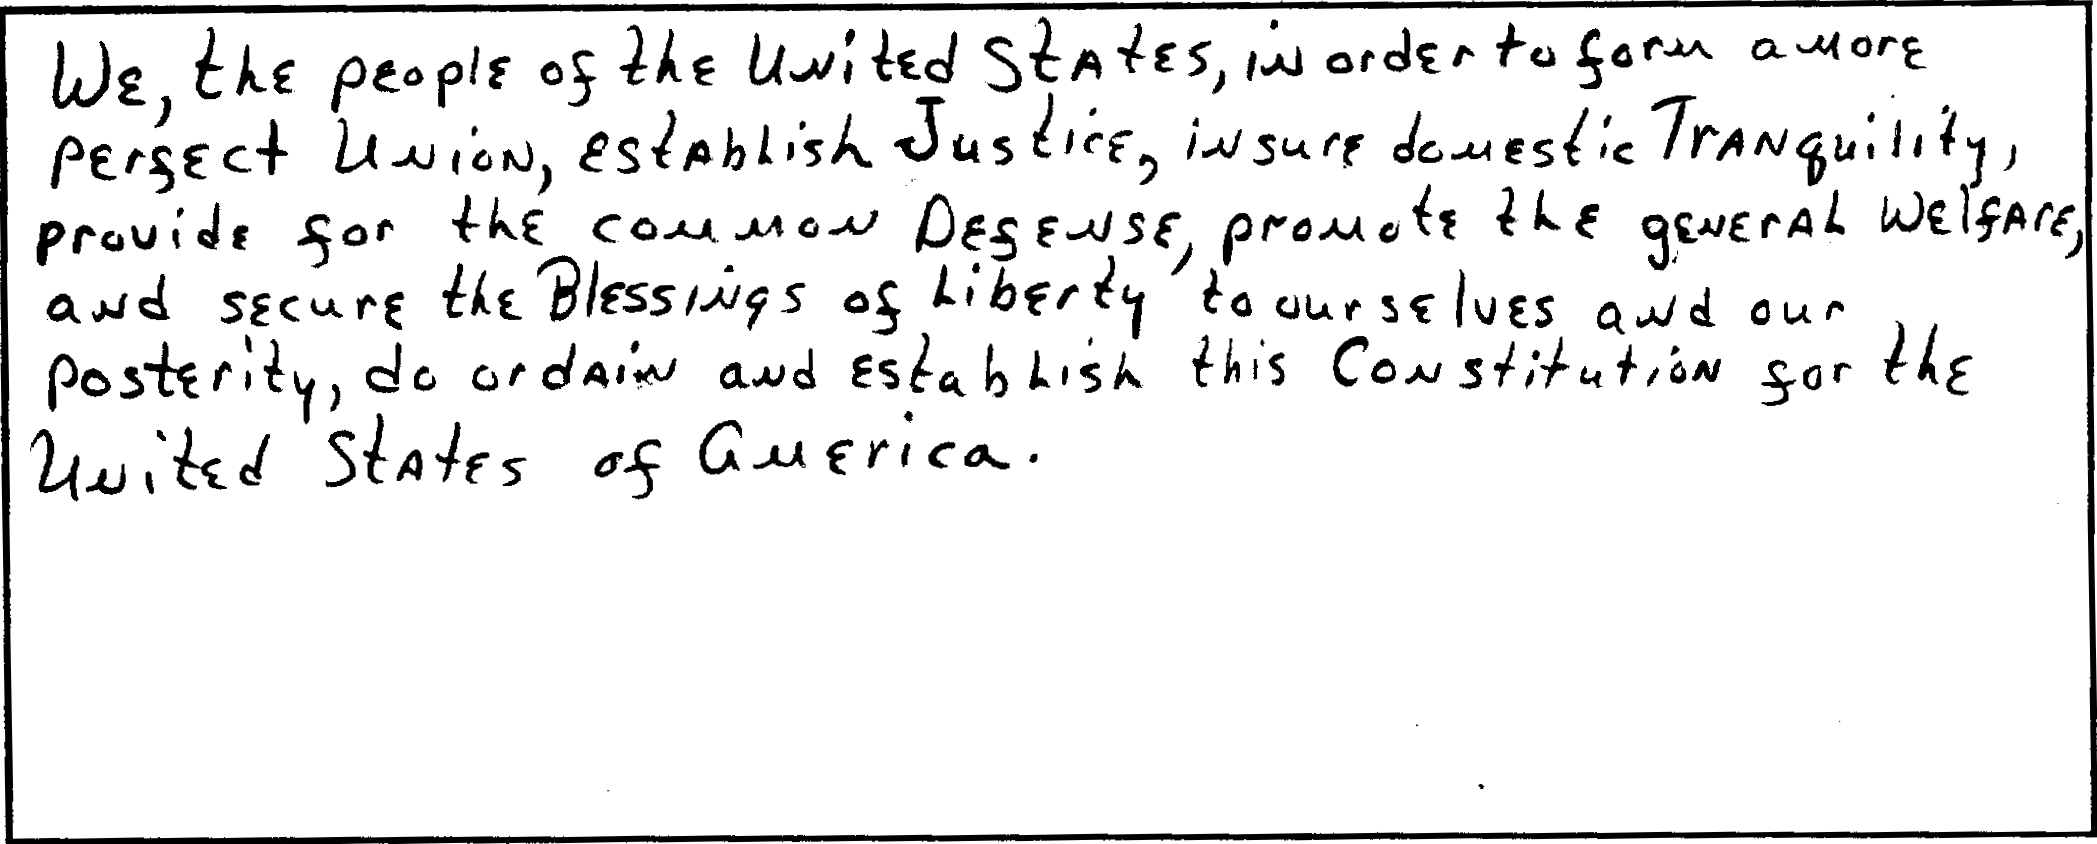 We, the people of the United States, in order to form a more
perfect Union, establish Justice, insure domestic Tranquility,
provide for the common Defense, promote the general Welfare,
and secure the Blessings of Liberty to ourselves and our
posterity, do ordain and establish this Constitution for the
United States of America.